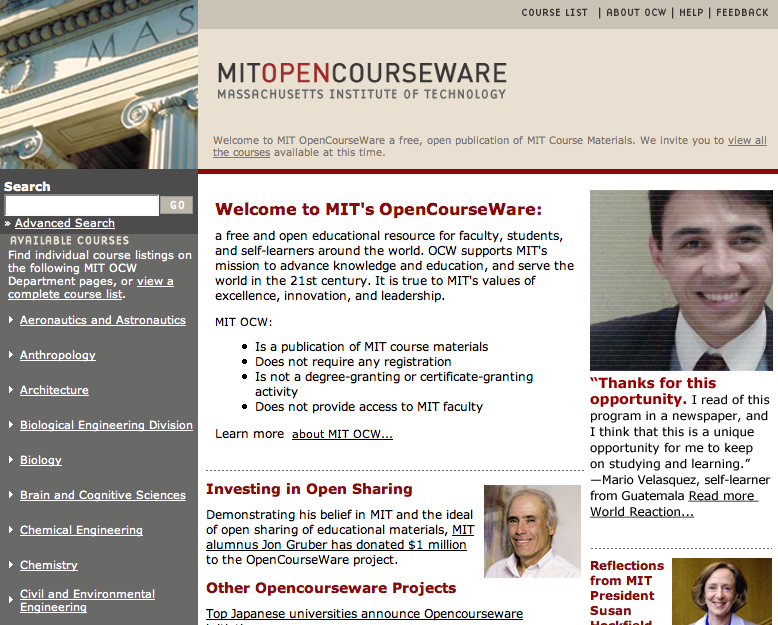 MAS
COURSE LIST | ABOUT OCW | HELP | FEEDBACK
MITOPENCOURSEWARE
MASSACHUSETTS INSTITUTE OF TECHNOLOGY
Welcome to MIT OpenCourseWare a free, open publication of MIT Course Materials. We invite you to view all
the courses available at this time.
Search
GO
» Advanced Search
AVAILABLE COURSES
Find individual course listings on
the following MIT OCW
Department pages, or view a
complete course list.
Aeronautics and Astronautics
Anthropology
Architecture
Biological Engineering Division
Biology
Brain and Cognitive Sciences
Chemical Engineering
Chemistry
Civil and Environmental
Engineering
Welcome to MIT's OpenCourseWare:
a free and open educational resource for faculty, students,
and self-learners around the world. OCW supports MIT's
mission to advance knowledge and education, and serve the
world in the 21st century. It is true to MIT's values of
excellence, innovation, and leadership.
MIT OCW:
• Is a publication of MIT course materials
• Does not require any registration
• Is not a degree-granting or certificate-granting
activity
• Does not provide access to MIT faculty
Learn more about MIT OCW...
Investing in Open Sharing
Demonstrating his belief in MIT and the ideal
of open sharing of educational materials, MIT
alumnus Jon Gruber has donated $1 million
to the OpenCourseWare project.
Other Opencourseware Projects
Top Japanese universities announce Opencourseware
“Thanks for this
opportunity. I read of this
program in a newspaper, and
I think that this is a unique
opportunity for me to keep
on studying and learning.”
—Mario Velasquez, self-learner
from Guatemala Read more
World Reaction...
Reflections
from MIT
President
Susan
Hockfield